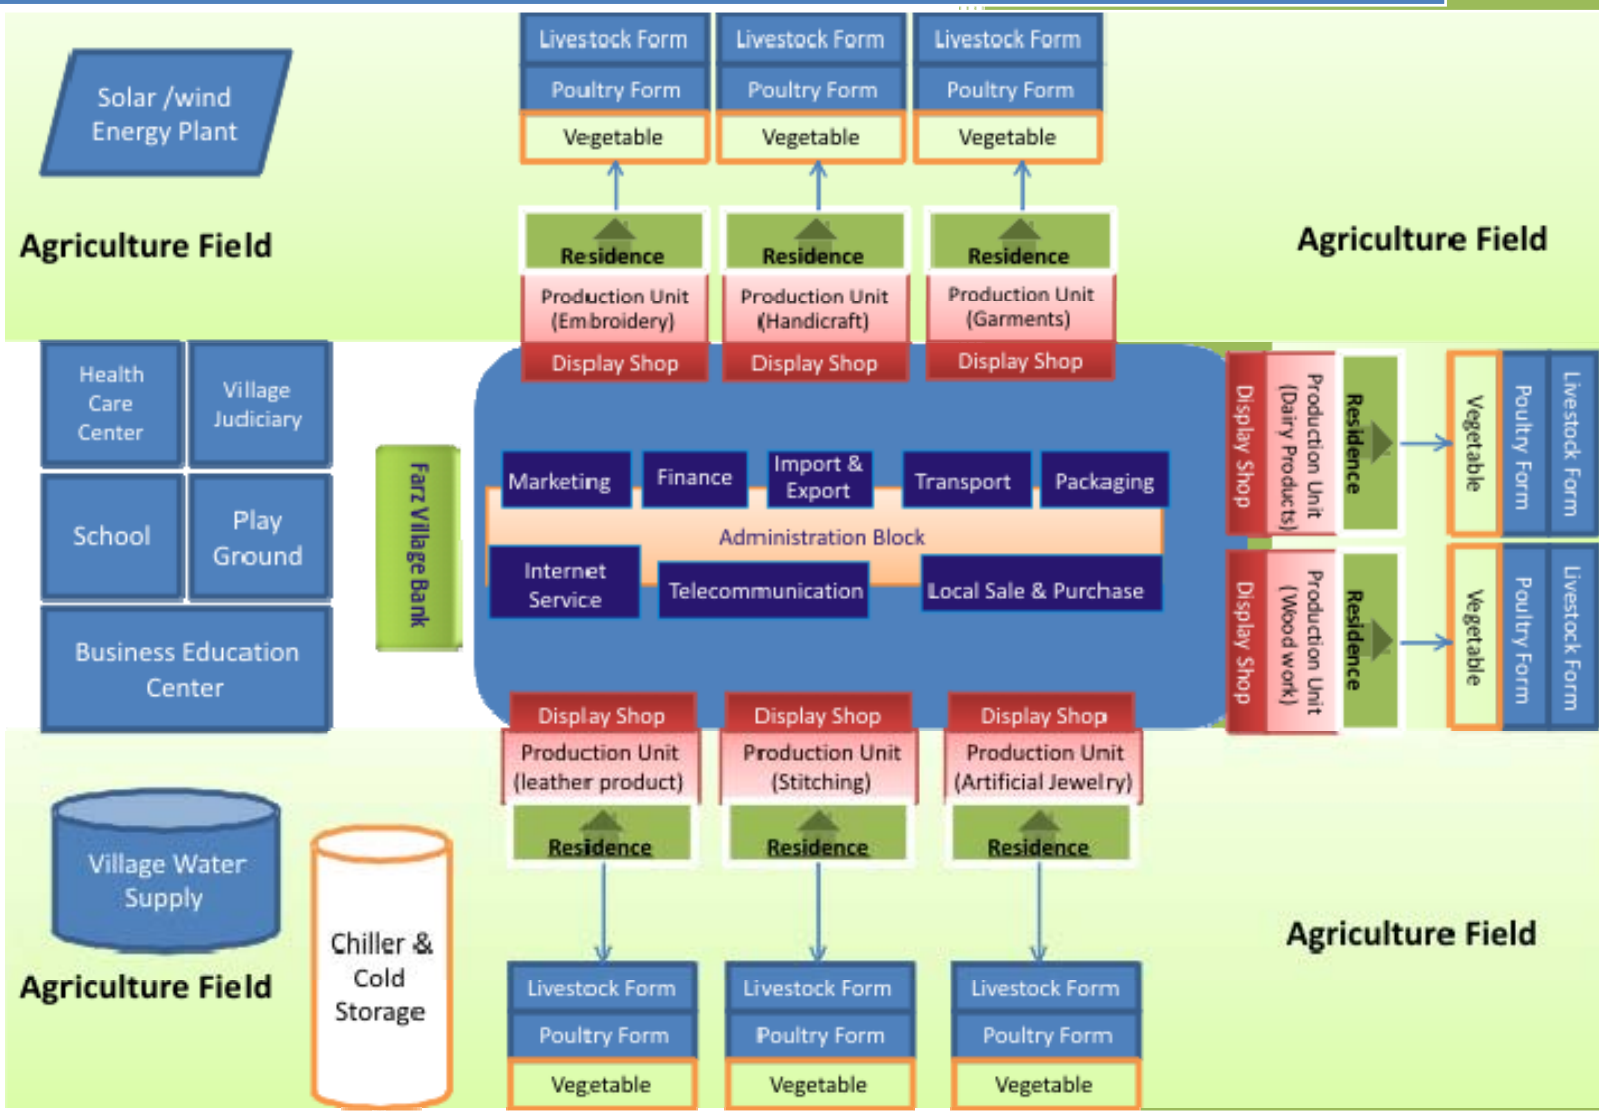 Livestock Form
Livestock Form
Livestock Form
Solar /wind
Energy Plant
Poultry Form
Poultry Form
Poultry Form
Vegetable
Vegetable
Vegetable
Agriculture Field
Agriculture Field
Residence
Residence
Residence
Production Unit
(Embroidery)
Production Unit
(Handicraft)
Production Unit
(Garments)
Display Shop
Display Shop
Display Shop
Health
Care
Center
Village
Judiciary
School
Play
Ground
Business Education
Center
Farz Village Bank
Marketing
Finance
Import &
Export
Transport
Packaging
Administration Block
Internet
Service
Telecommunication
Local Sale & Purchase
Display Shop
Production Unit
(Dairy Products)
Residence
Vegetable
Poultry Form
Livestock Form
Display Shop
Production Unit
(Wood work)
Residence
Vegetable
Poultry Form
Livestock Form
Display Shop
Display Shop
Display Shop
Production Unit
(leather product)
Production Unit
(Stitching)
Production Unit
(Artificial Jewelry)
Residence
Residence
Residence
Village Water
Supply
Chiller &
Cold
Storage
Agriculture Field
Agriculture Field
Livestock Form
Livestock Form
Livestock Form
Poultry Form
Poultry Form
Poultry Form
Vegetable
Vegetable
Vegetable